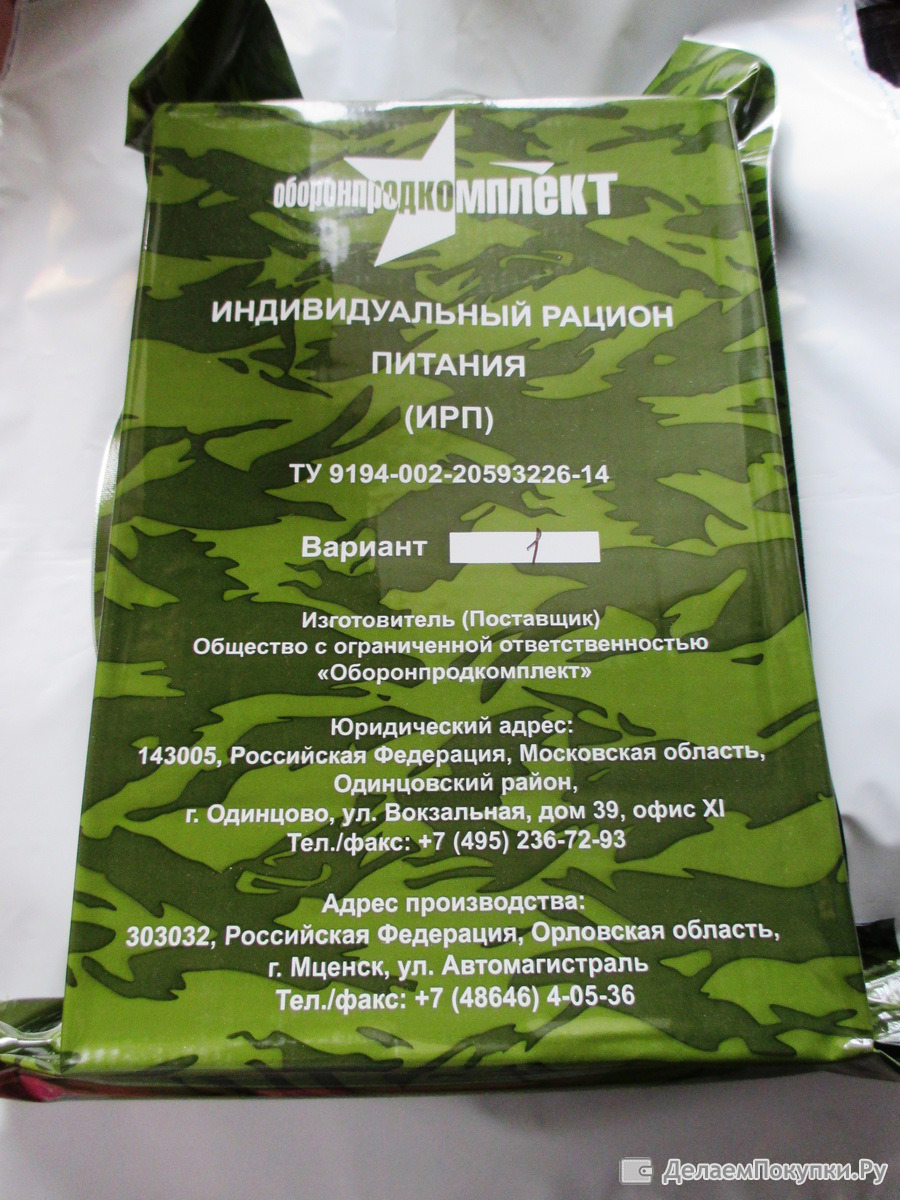 оборонпродкомплект
ИНДИВИДУАЛЬНЫЙ РАЦИОН
ПИТАНИЯ
(ИРП)
ТУ 9194-002-20593226-14
Вариант 1
Изготовитель (Поставщик)
Общество с ограниченной ответственностью
«Оборонпродкомплект»
Юридический адрес:
143005, Российская Федерация, Московская область,
Одинцовский район,
г. Одинцово, ул. Вокзальная, дом 39, офис XI
Тел./факс: +7 (495) 236-72-93
Адрес производства:
303032, Российская Федерация, Орловская область,
г. Мценск, ул. Автомагистраль
Тел./факс: +7 (48646) 4-05-36
ДелаемПокупки.Ру